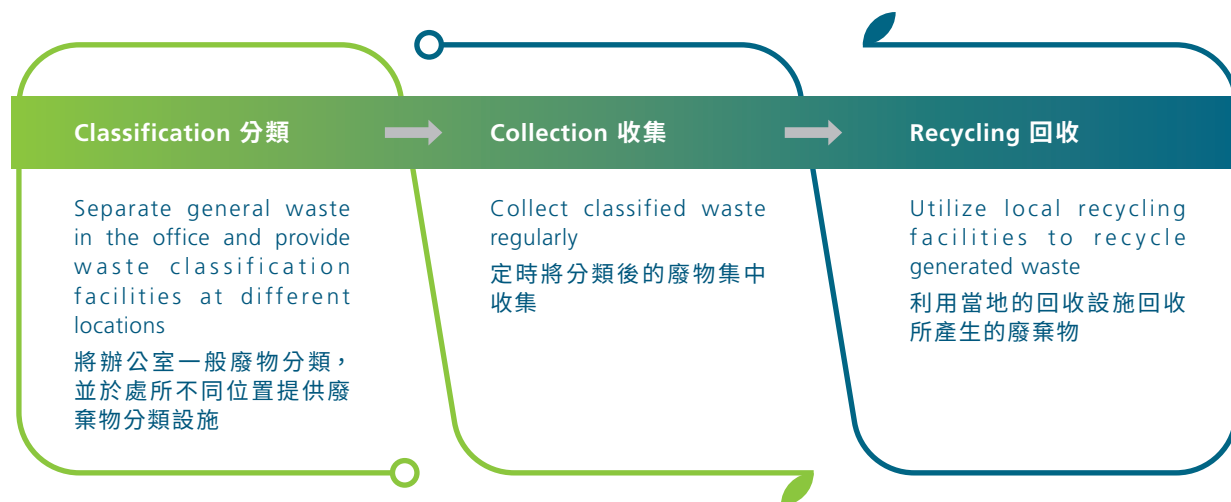 Classification 分類
Collection 收集
Recycling 回收
Separate general waste
in the office and provide
waste classification
facilities at different
locations
將辦公室一般廢物分類，
並於處所不同位置提供廢
棄物分類設施
Collect classified waste
regularly
定時將分類後的廢物集中
收集
Utilize local recycling
facilities to recycle
generated waste
利用當地的回收設施回收
所產生的廢棄物